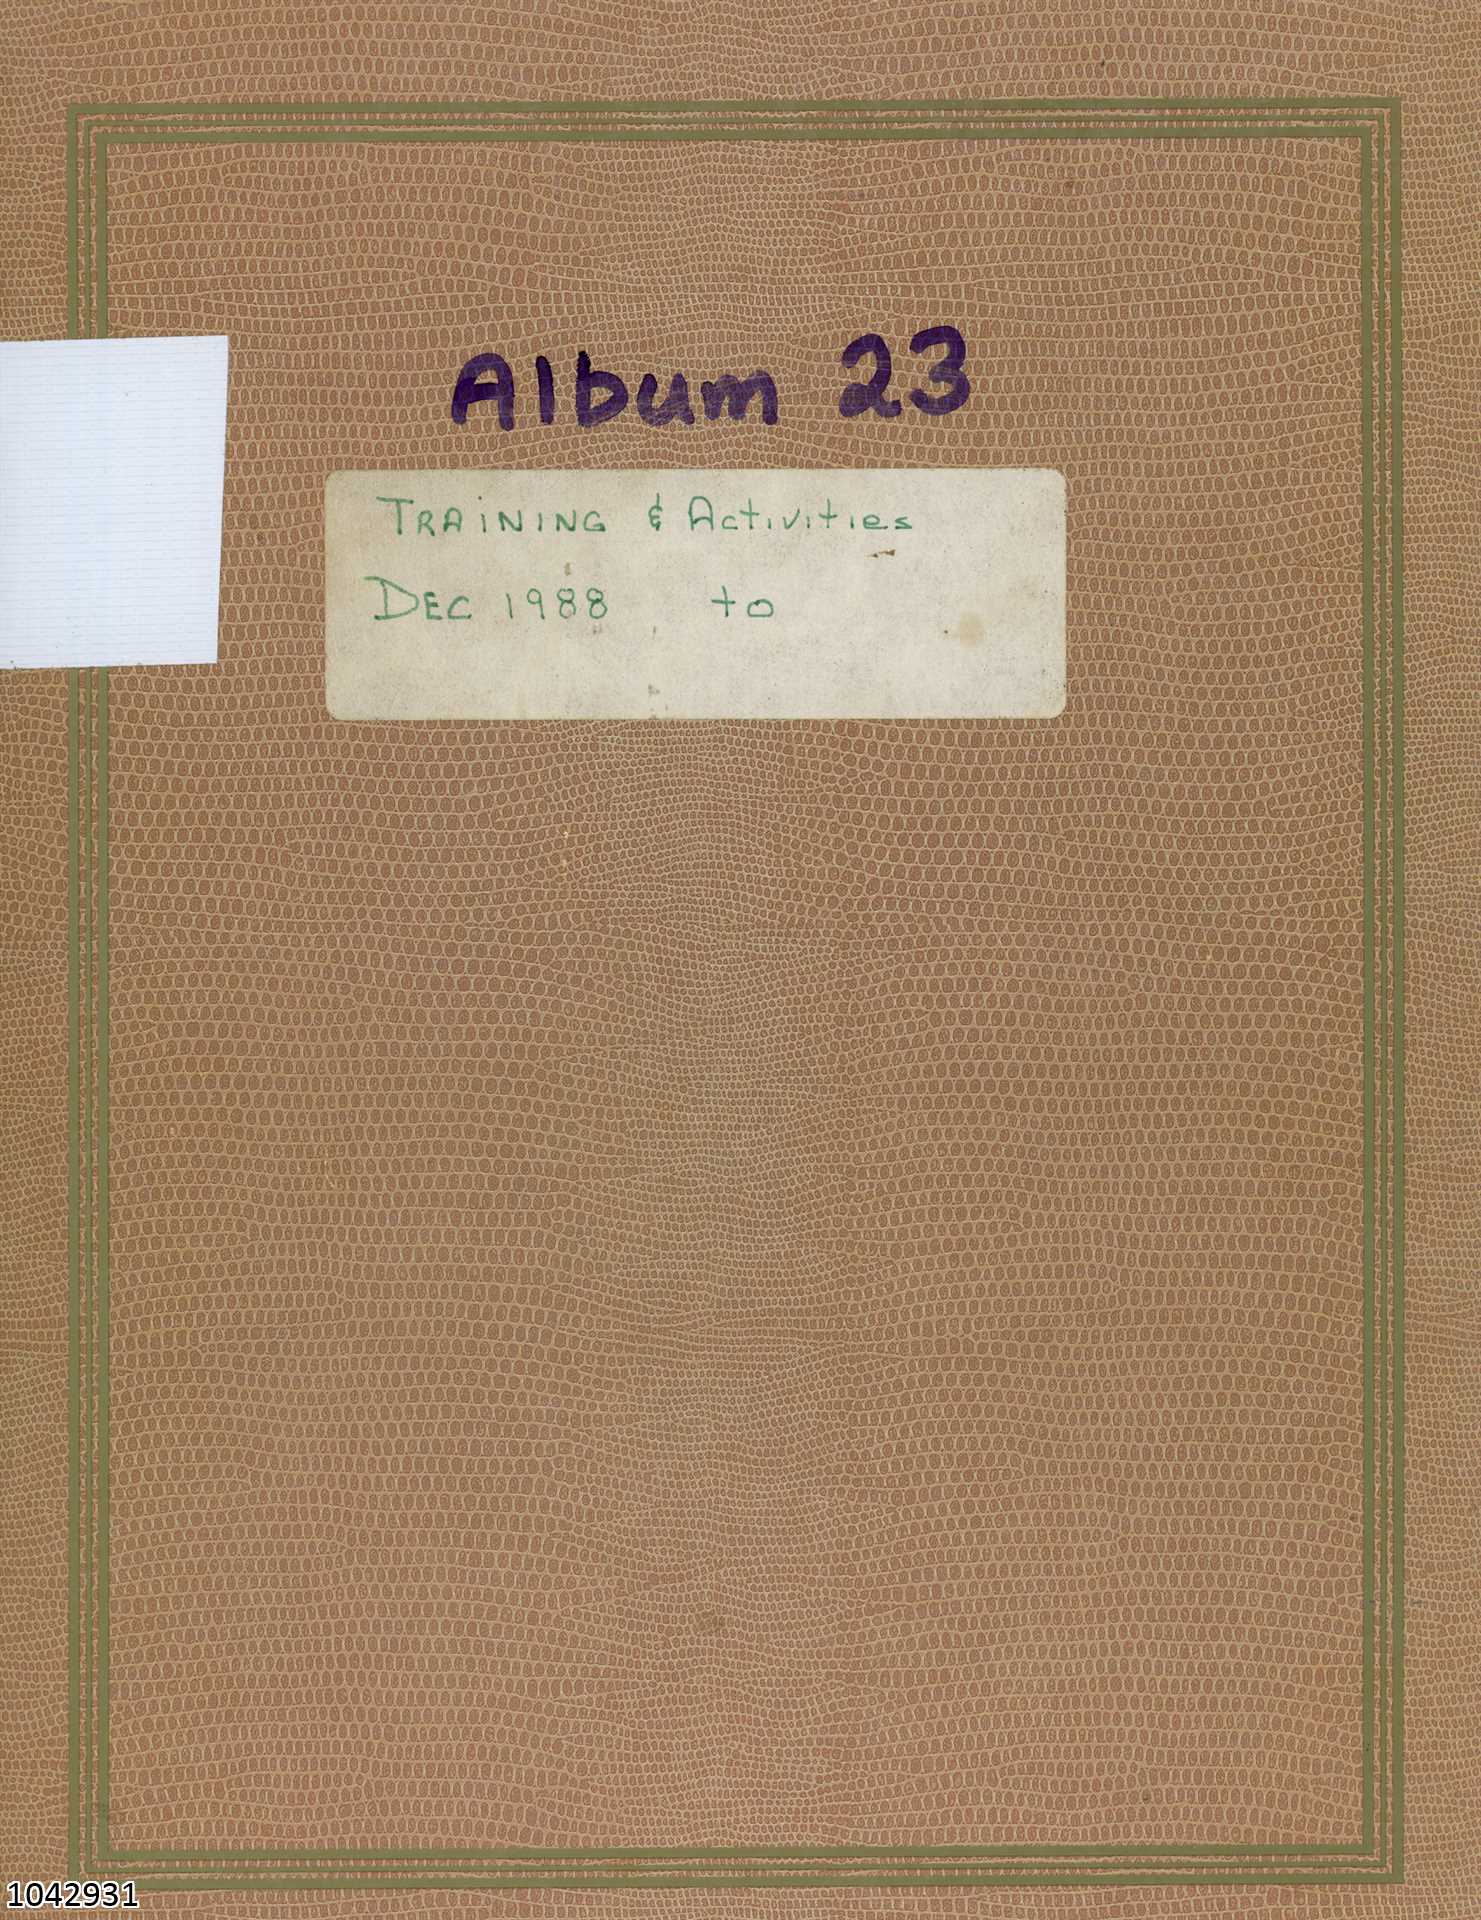 Album 23
TRAINING & Activities
DEC 1988 to
1042931